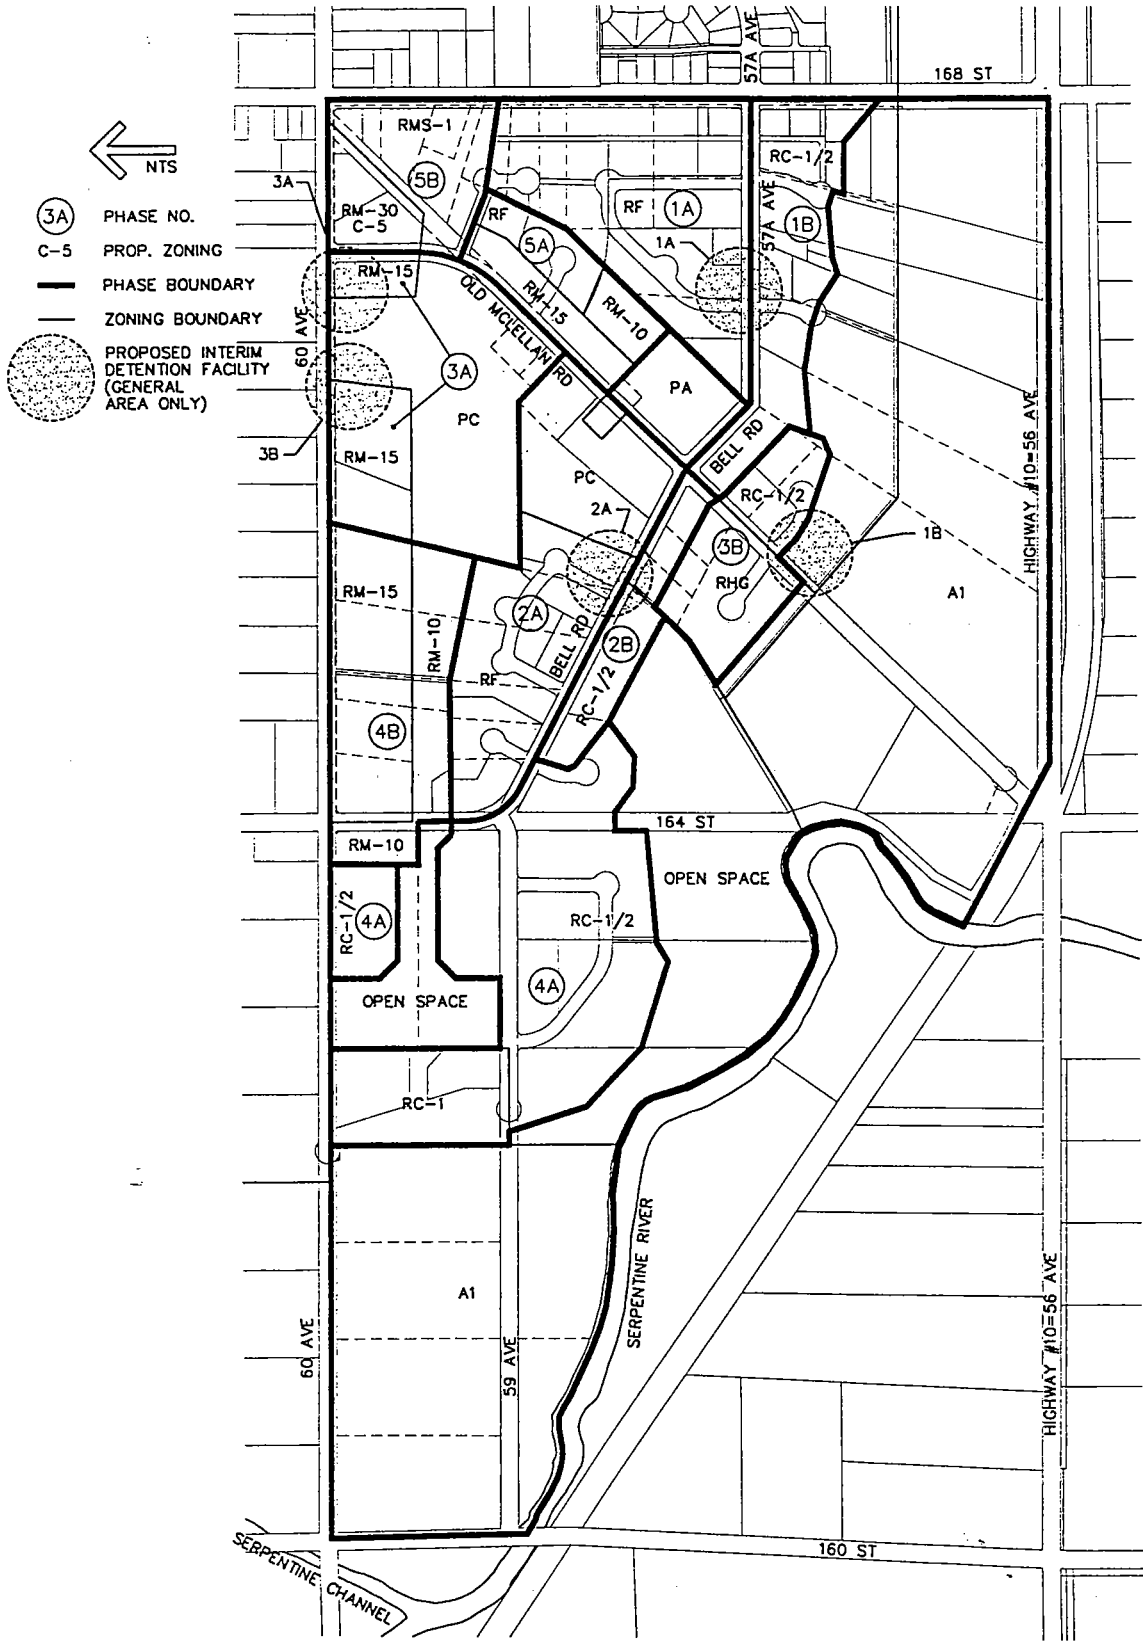 57A AVE
168 ST
NTS
3A
PHASE NO.
C-5
PROP. ZONING
PHASE BOUNDARY
ZONING BOUNDARY
PROPOSED INTERIM
DETENTION FACILITY
(GENERAL
AREA ONLY)
3A
RMS-1
5B
RM-30
C-5
RF
5A
RF
1A
1A
RC-1/2
57A AVE
1B
RM-15
OLD MCLELLAN RD
RM-15
RM-10
60 AVE
3A
PC
PA
BELL RD
HIGHWAY #10=56 AVE
3B
RM-15
PC
2A
RC-1/2
3B
RHG
1B
A1
RM-15
RM-10
2A
BELL RD
2B
RC-1/2
RF
4B
164 ST
RM-10
OPEN SPACE
RC-1/2
4A
RC-1/2
4A
OPEN SPACE
RC-1
A1
60 AVE
59 AVE
SERPENTINE RIVER
HIGHWAY #10=56 AVE
160 ST
SERPENTINE CHANNEL